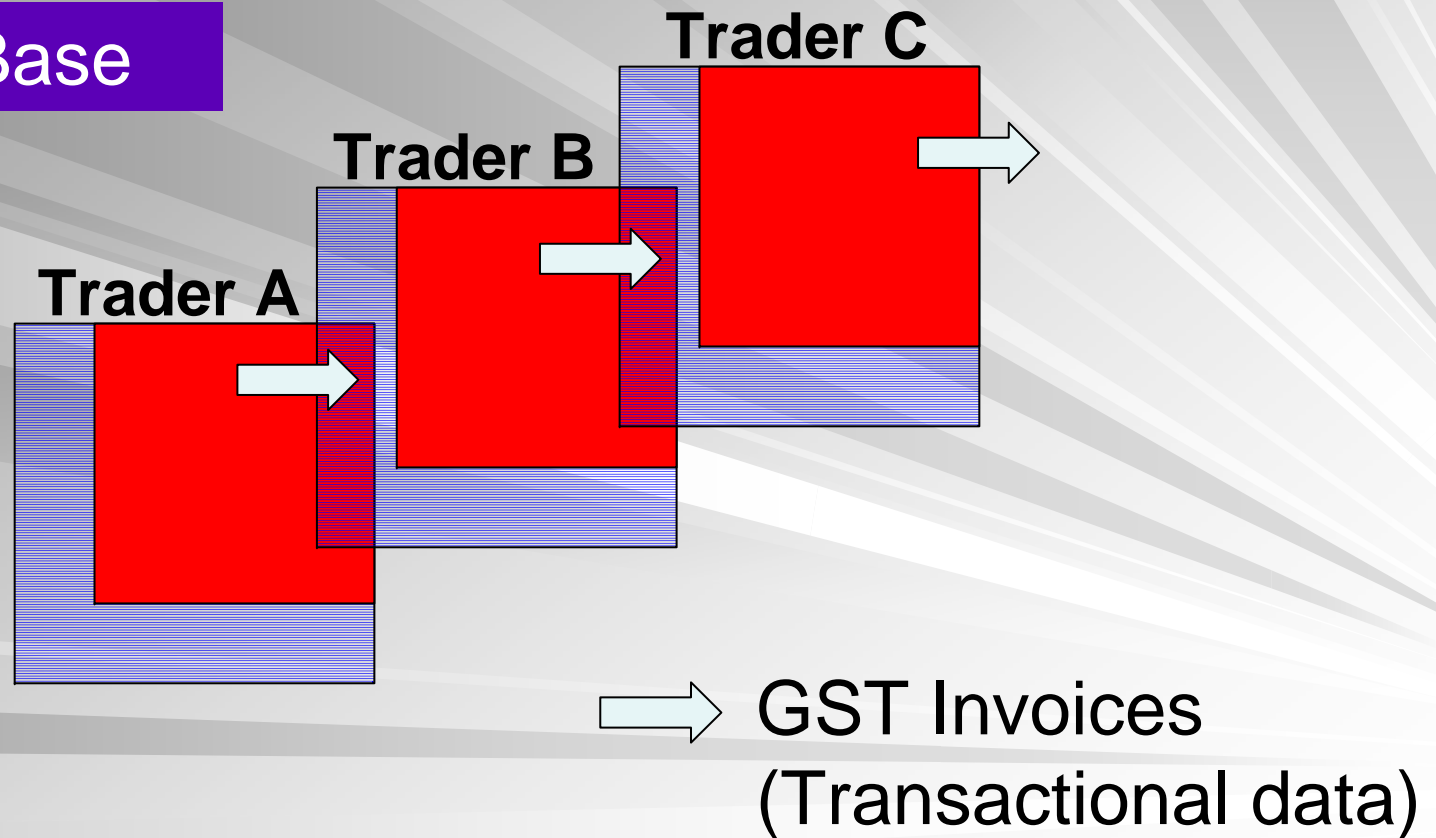 Base
Trader C
Trader B
Trader A
GST Invoices
(Transactional data)